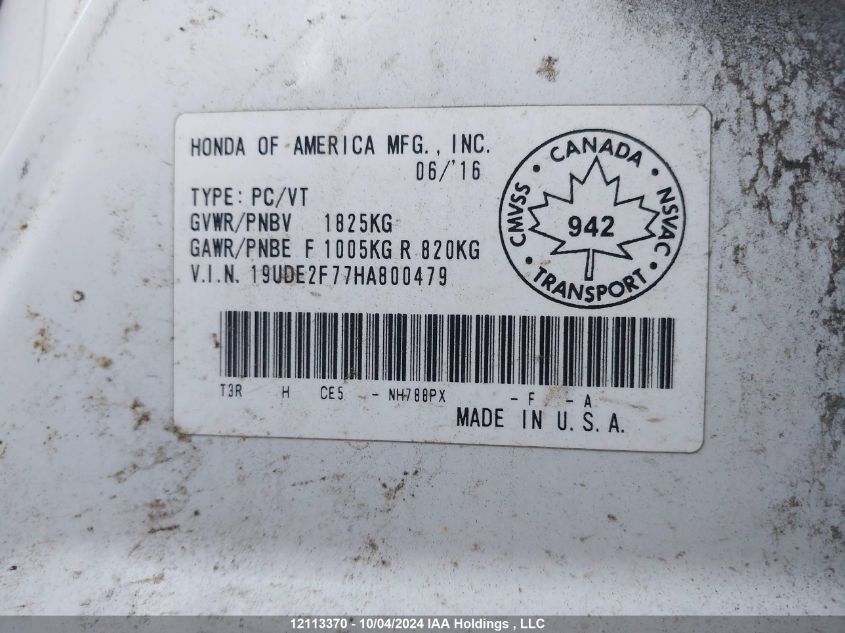 HONDA OF AMERICA MFG., INC.
06/'16
TYPE: PC/VT
GVWR/PNBV 1825KG
GAWR/PNBE F 1005KG R 820KG
V.I.N. 19UDE2F77HA800479
CMVSS • CANADA • NSVAC • TRANSPORT •
942
T3R H CE5 - NH788PX - F - A
MADE IN U.S.A.
12113370 - 10/04/2024 IAA Holdings , LLC